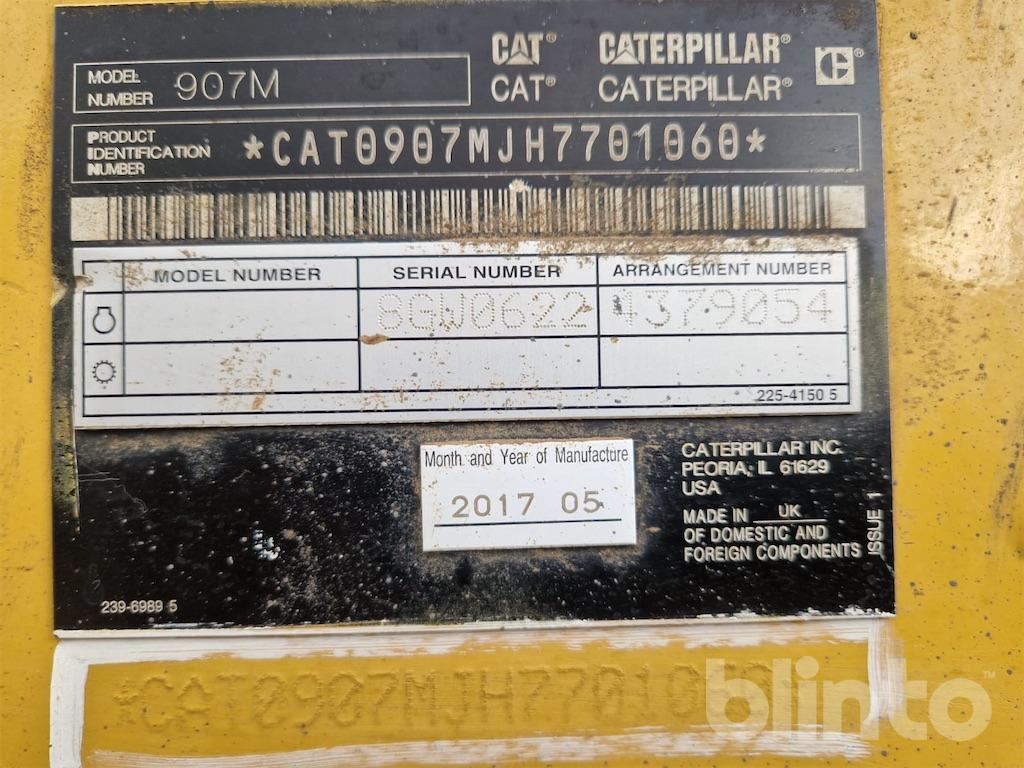 CAT® CATERPILLAR®
MODEL NUMBER 907M
CAT® CATERPILLAR®
PRODUCT IDENTIFICATION NUMBER *CAT0907MJH7701060*
MODEL NUMBER SERIAL NUMBER ARRANGEMENT NUMBER
8GW0622 4379054
225-4150 5
Month and Year of Manufacture
2017 05
CATERPILLAR INC.
PEORIA, IL 61629
USA
MADE IN UK
OF DOMESTIC AND
FOREIGN COMPONENTS
ISSUE 1
239-6989 5
*CAT0907MJH7701060*
blinto™